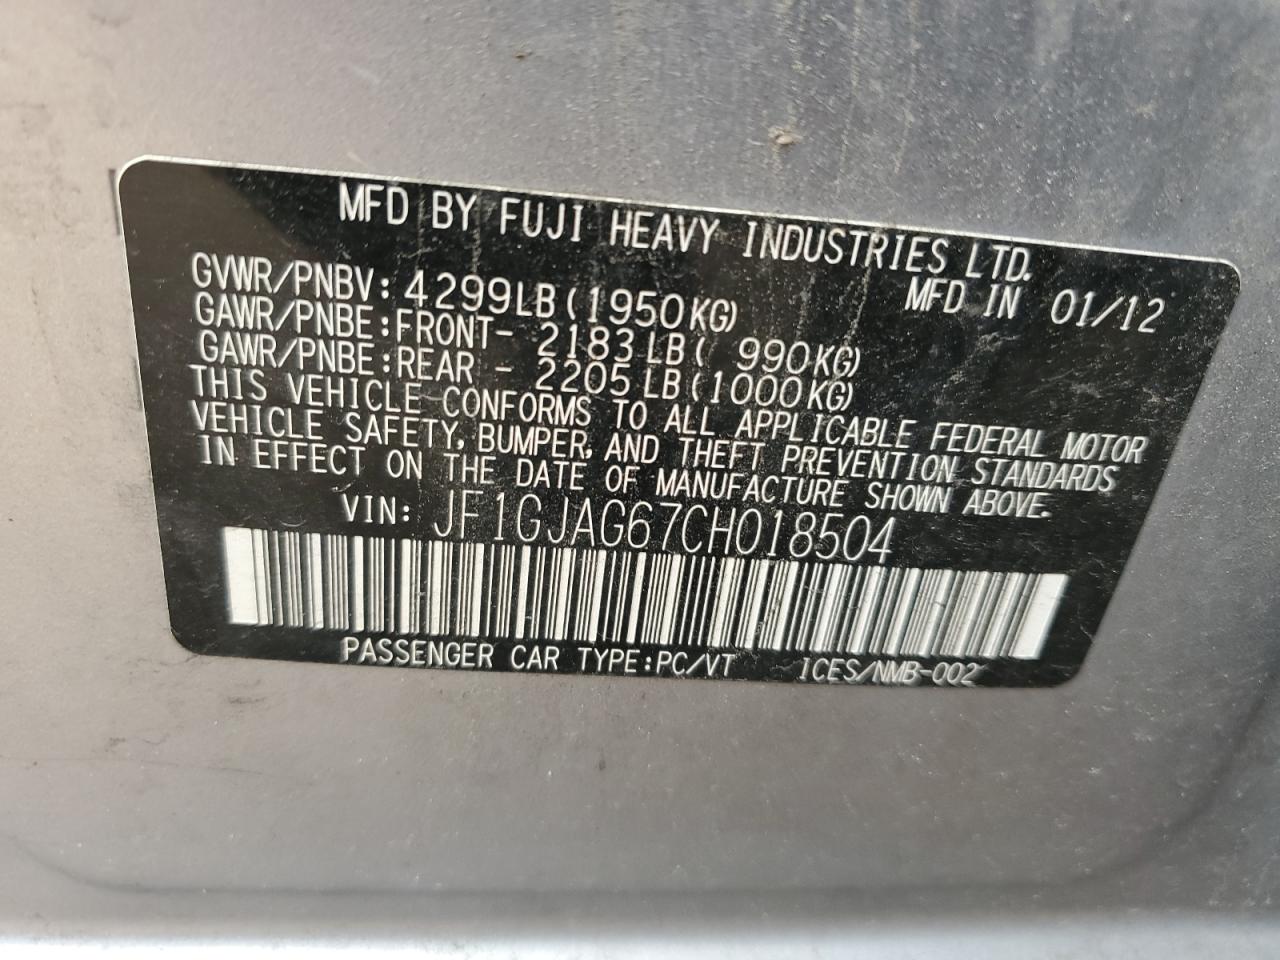 MFD BY FUJI HEAVY INDUSTRIES LTD.
GVWR/PNBV: 4299LB (1950KG) MFD IN 01/12
GAWR/PNBE:FRONT- 2183LB( 990KG)
GAWR/PNBE:REAR - 2205LB(1000KG)
THIS VEHICLE CONFORMS TO ALL APPLICABLE FEDERAL MOTOR
VEHICLE SAFETY, BUMPER, AND THEFT PREVENTION STANDARDS
IN EFFECT ON THE DATE OF MANUFACTURE SHOWN ABOVE.
VIN: JF1GJAG67CH018504
PASSENGER CAR TYPE:PC/VT ICES/NMB-002